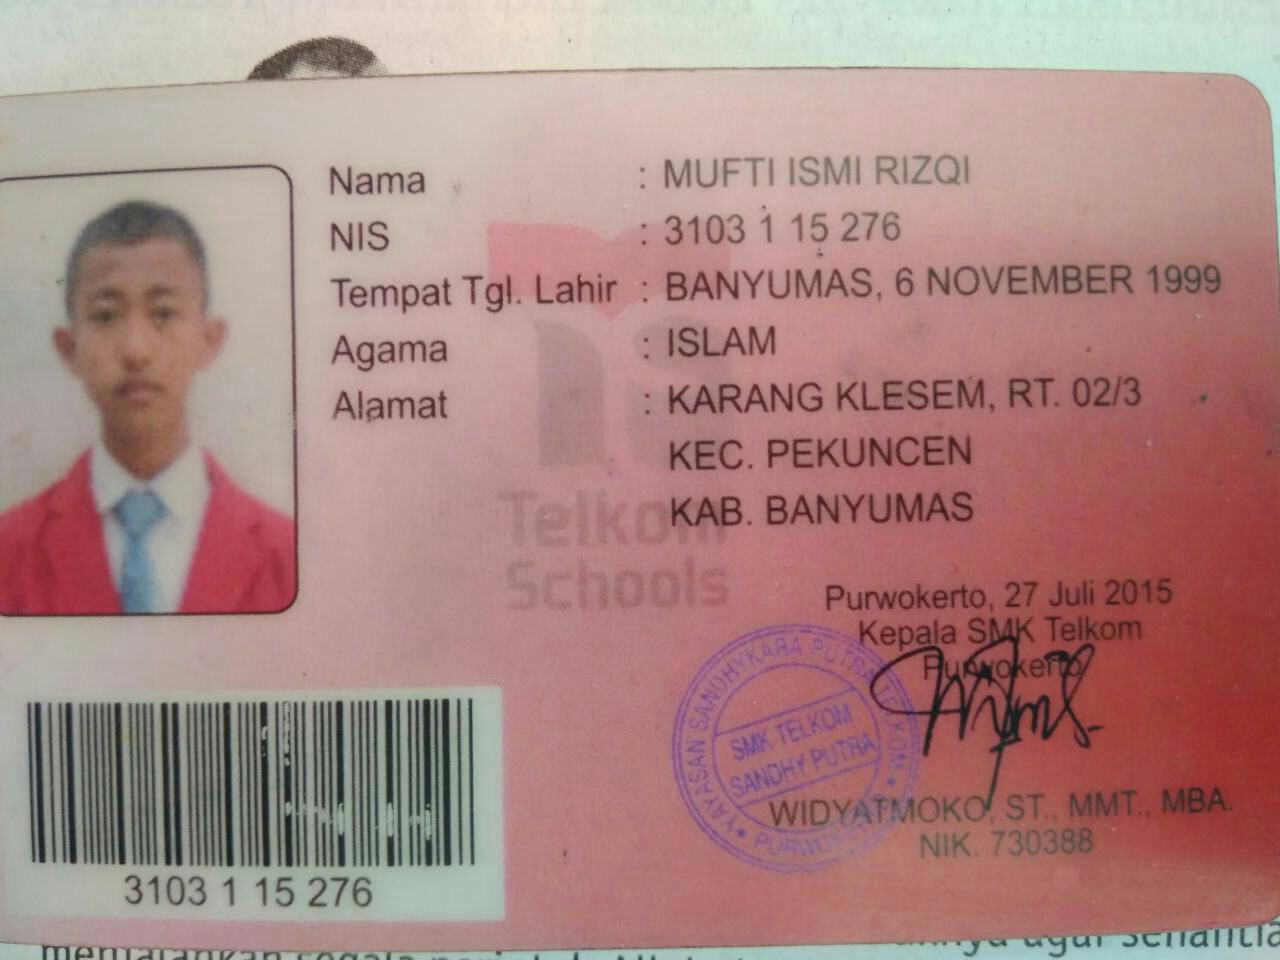 Nama : MUFTI ISMI RIZQI
NIS : 3103 1 15 276
Tempat Tgl. Lahir : BANYUMAS, 6 NOVEMBER 1999
Agama : ISLAM
Alamat : KARANG KLESEM, RT. 02/3
KEC. PEKUNCEN
KAB. BANYUMAS
Telkom
Schools
Purwokerto, 27 Juli 2015
Kepala SMK Telkom
Purwokerto
YAYASAN SANDHYKARA PUTRA TELKOM
SMK TELKOM
SANDHY PUTRA
WIDYATMOKO, ST., MMT., MBA.
NIK. 730388
3103 1 15 276
segala
agar senantia